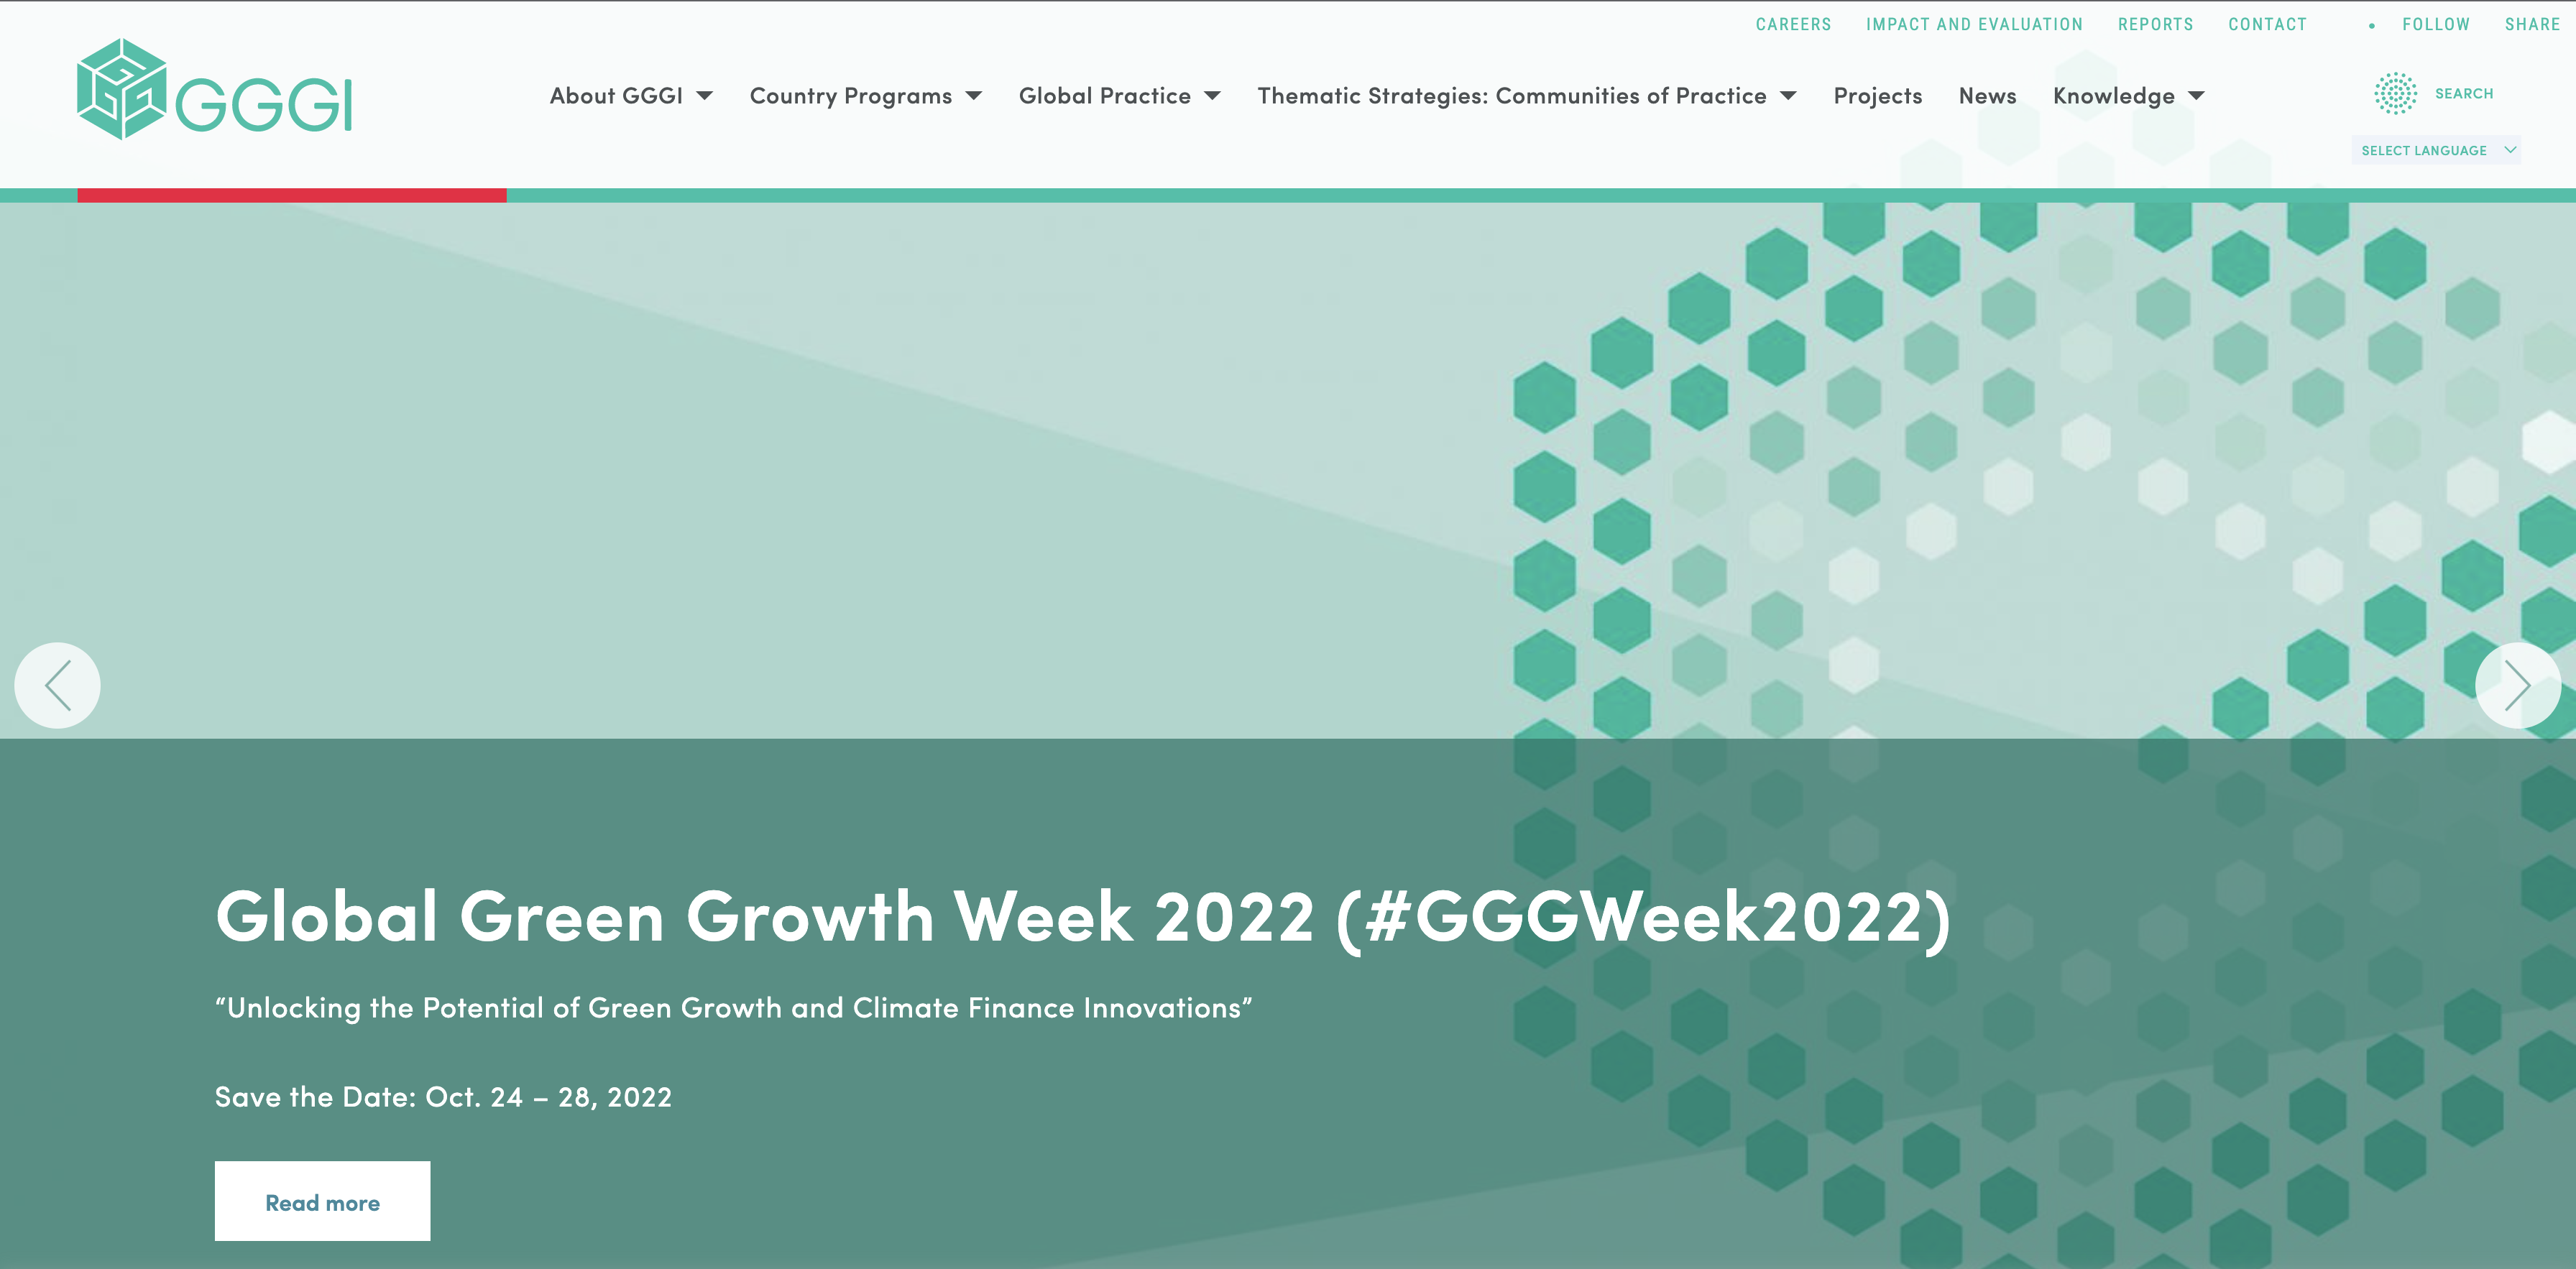 CAREERS IMPACT AND EVALUATION REPORTS CONTACT • FOLLOW SHARE
GGGI
About GGGI Country Programs Global Practice Thematic Strategies: Communities of Practice Projects News Knowledge
SEARCH
SELECT LANGUAGE
Global Green Growth Week 2022 (#GGGWeek2022)
“Unlocking the Potential of Green Growth and Climate Finance Innovations”
Save the Date: Oct. 24 – 28, 2022
Read more